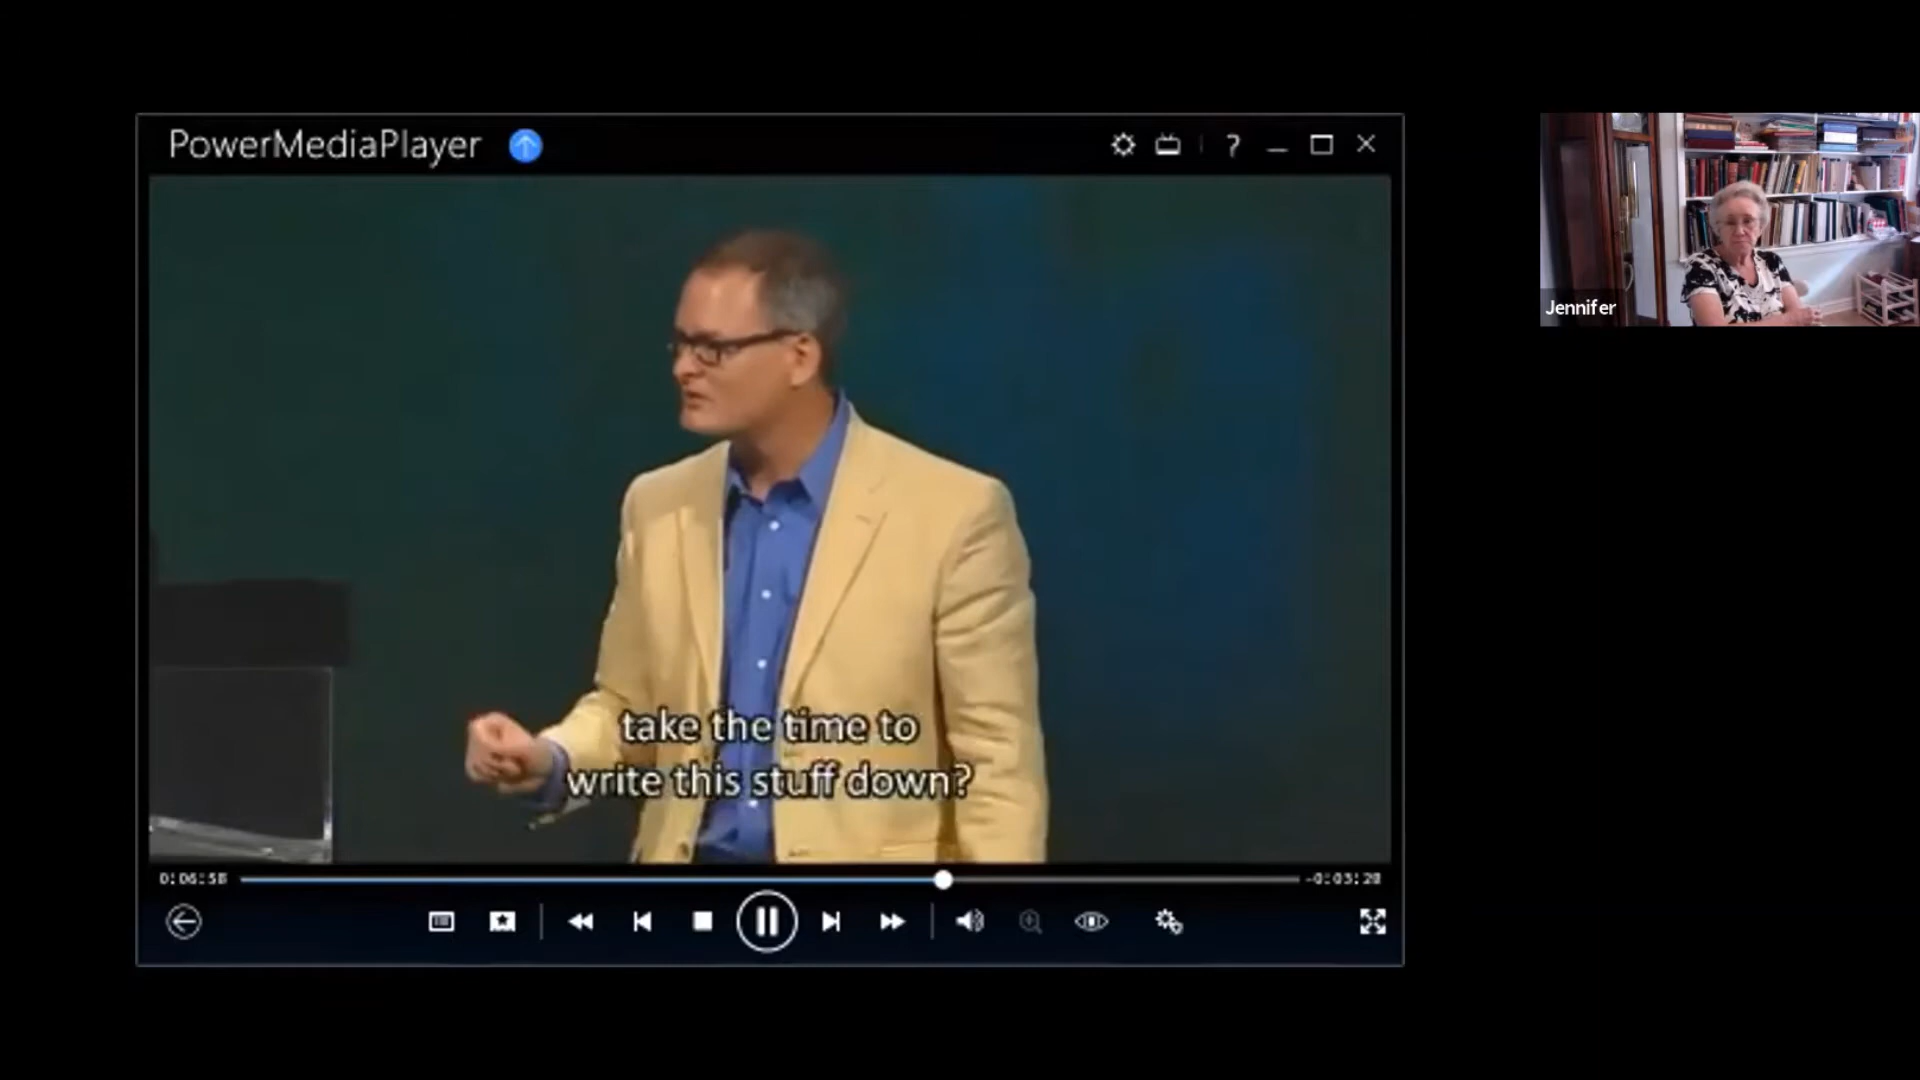 PowerMediaPlayer
?
Jennifer
take the time to
write this stuff down?
0:06:58
-0:03:28